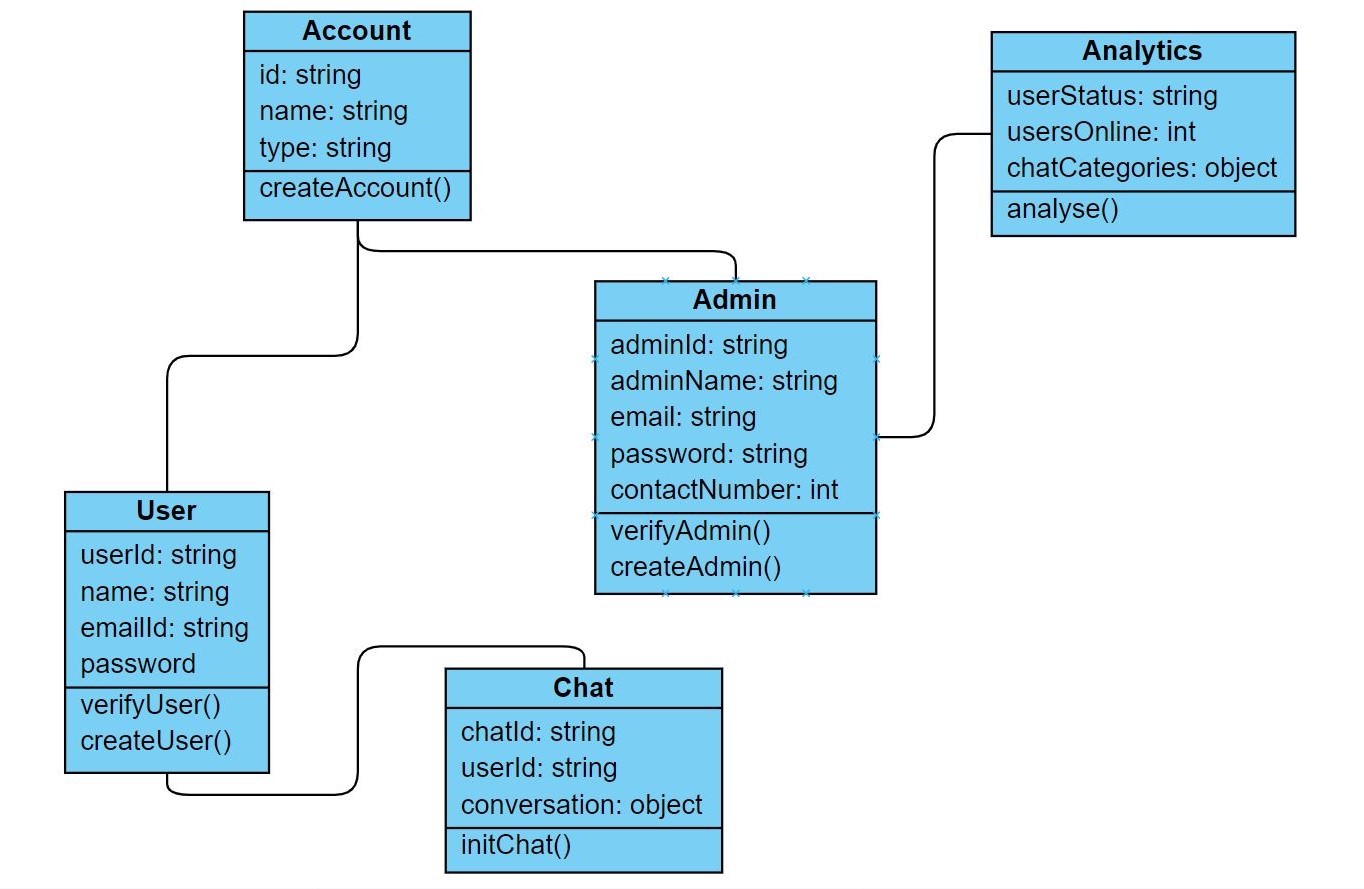 Account
id: string
name: string
type: string
createAccount()
Analytics
userStatus: string
usersOnline: int
chatCategories: object
analyse()
Admin
adminId: string
adminName: string
email: string
password: string
contactNumber: int
verifyAdmin()
createAdmin()
User
userId: string
name: string
emailId: string
password
verifyUser()
createUser()
Chat
chatId: string
userId: string
conversation: object
initChat()